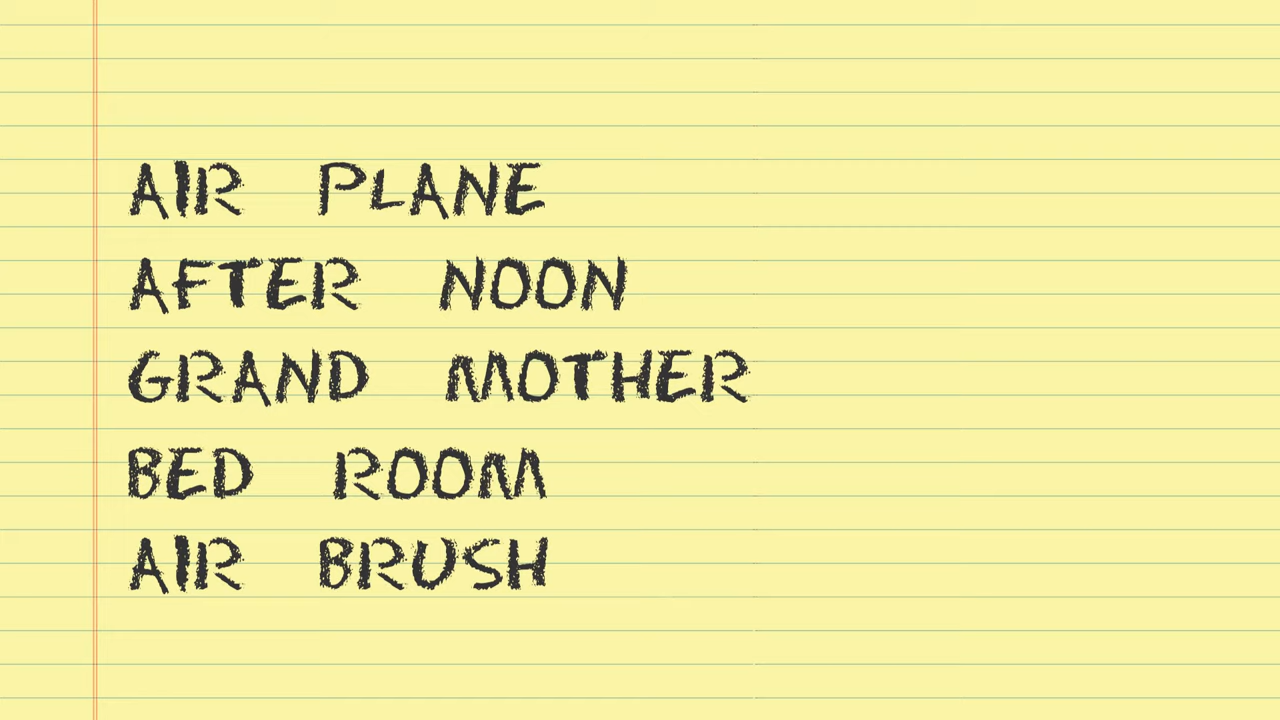 AIR PLANE
AFTER NOON
GRAND MOTHER
BED ROOM
AIR BRUSH